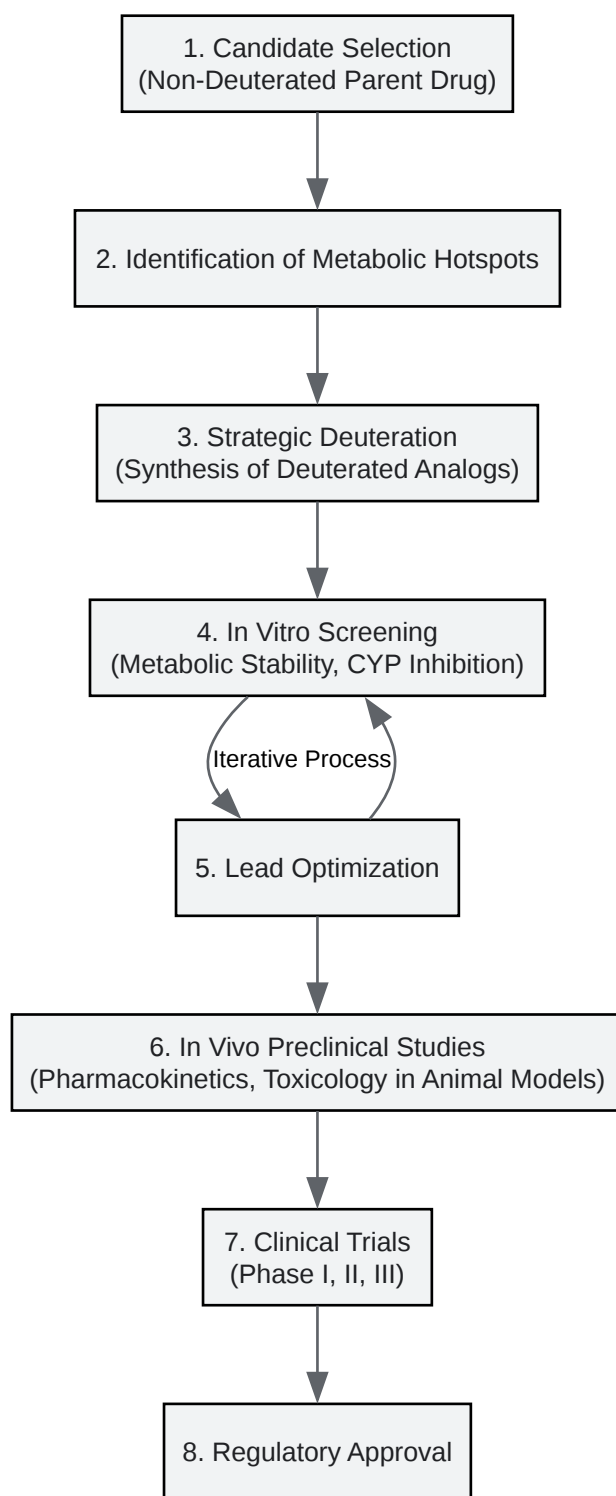 1. Candidate Selection
(Non-Deuterated Parent Drug)
2. Identification of Metabolic Hotspots
3. Strategic Deuteration
(Synthesis of Deuterated Analogs)
4. In Vitro Screening
(Metabolic Stability, CYP Inhibition)
Iterative Process
5. Lead Optimization
6. In Vivo Preclinical Studies
(Pharmacokinetics, Toxicology in Animal Models)
7. Clinical Trials
(Phase I, II, III)
8. Regulatory Approval